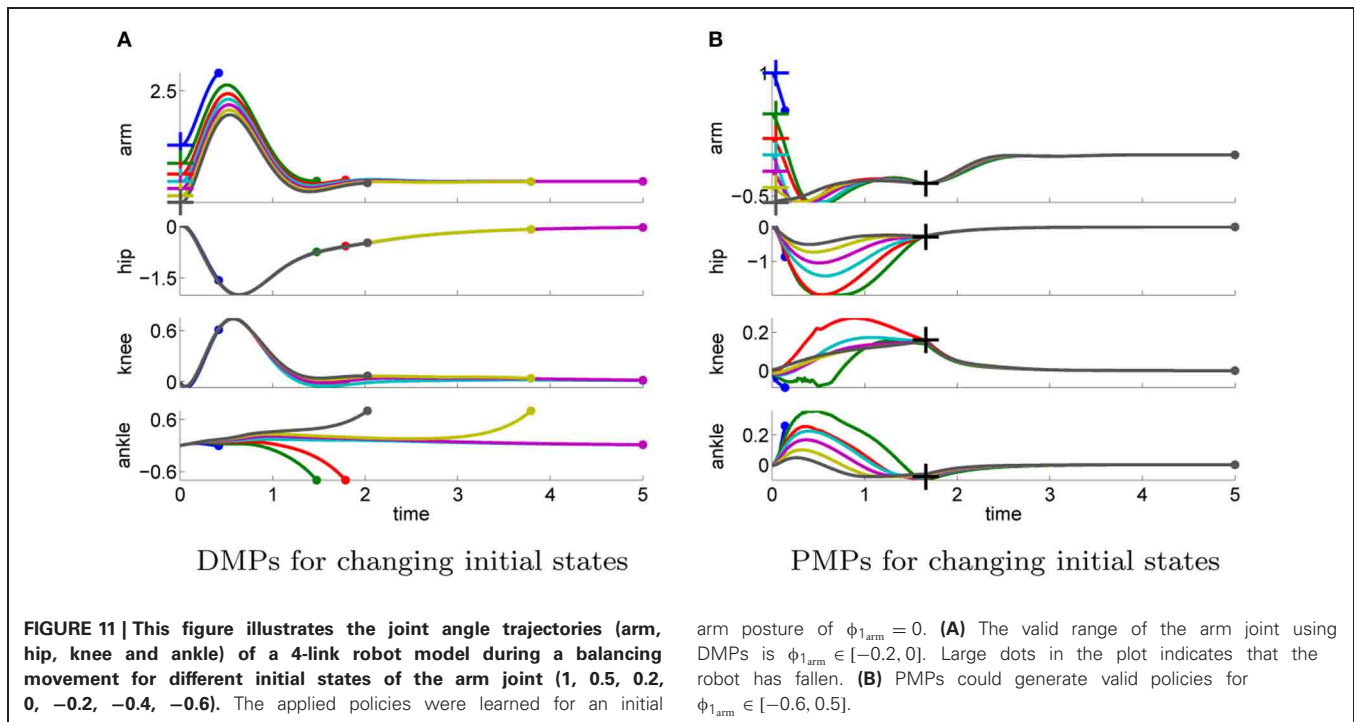 A
2.5
arm
0
−1.5
hip
0.6
0
knee
0.6
−0.6
ankle
0 1 2 3 4 5
time
DMPs for changing initial states
B
1
−0.5
arm
0
−1
hip
0.2
0
knee
0.2
0
ankle
0 1 2 3 4 5
time
PMPs for changing initial states
FIGURE 11 | This figure illustrates the joint angle trajectories (arm,
hip, knee and ankle) of a 4-link robot model during a balancing
movement for different initial states of the arm joint (1, 0.5, 0.2,
0, −0.2, −0.4, −0.6). The applied policies were learned for an initial
arm posture of ϕ1arm = 0. (A) The valid range of the arm joint using
DMPs is ϕ1arm ∈ [−0.2, 0]. Large dots in the plot indicates that the
robot has fallen. (B) PMPs could generate valid policies for
ϕ1arm ∈ [−0.6, 0.5].